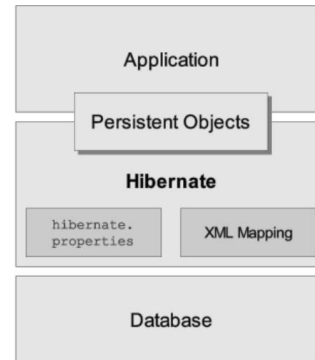 Application
Persistent Objects
Hibernate
hibernate.
properties
XML Mapping
Database